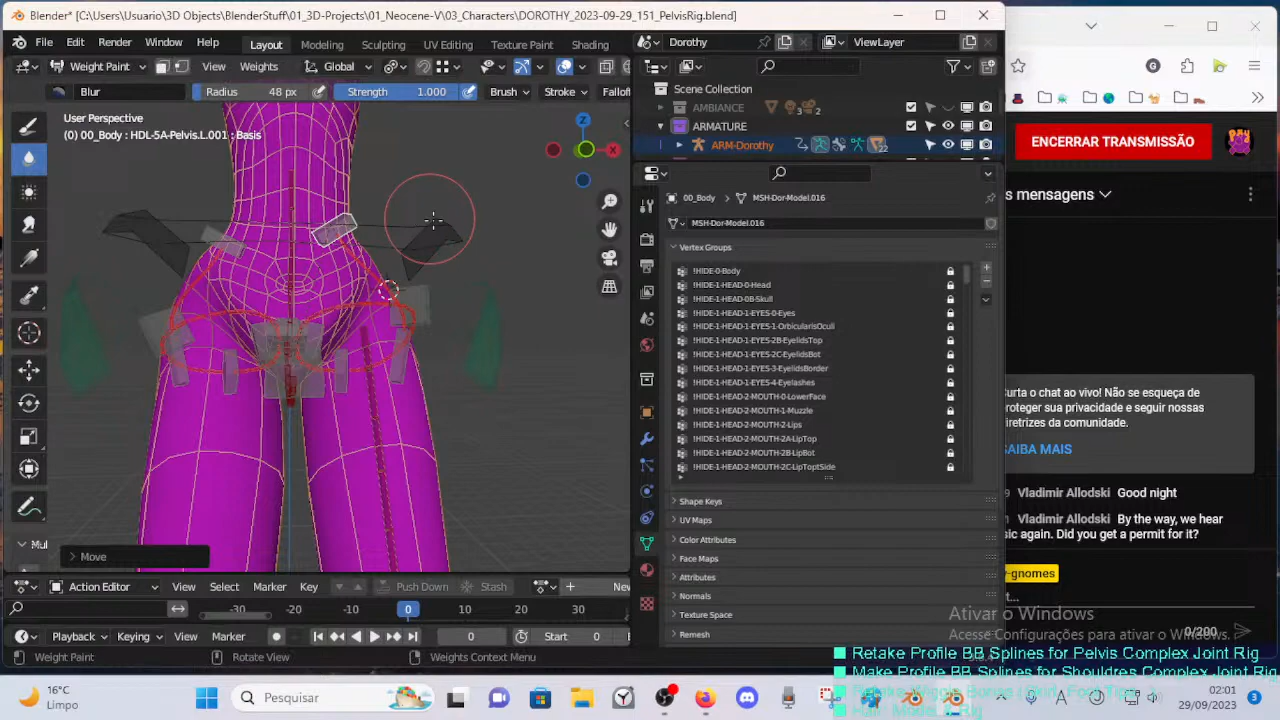 Blender* [C:\Users\Usuario\3D Objects\BlenderStuff\01_3D-Projects\01_Neocene-V\03_Characters\DOROTHY_2023-09-29_151_PelvisRig.blend]
File Edit Render Window Help Layout Modeling Sculpting UV Editing Texture Paint Shading Dorothy ViewLayer
Weight Paint View Weights Global
Blur Radius 48 px Strength 1.000 Brush Stroke Falloff
Scene Collection
AMBIANCE 3 2
ARMATURE
ARM-Dorothy 22
User Perspective
(0) 00_Body : HDL-5A-Pelvis.L.001 : Basis
Z
X
00_Body MSH-Dor-Model.016
MSH-Dor-Model.016
Vertex Groups
!HIDE-0-Body
!HIDE-1-HEAD-0-Head
!HIDE-1-HEAD-0B-Skull
!HIDE-1-HEAD-1-EYES-0-Eyes
!HIDE-1-HEAD-1-EYES-1-OrbicularisOculi
!HIDE-1-HEAD-1-EYES-2B-EyelidsTop
!HIDE-1-HEAD-1-EYES-2C-EyelidsBot
!HIDE-1-HEAD-1-EYES-3-EyelidsBorder
!HIDE-1-HEAD-1-EYES-4-Eyelashes
!HIDE-1-HEAD-2-MOUTH-0-LowerFace
!HIDE-1-HEAD-2-MOUTH-1-Muzzle
!HIDE-1-HEAD-2-MOUTH-2-Lips
!HIDE-1-HEAD-2-MOUTH-2A-LipTop
!HIDE-1-HEAD-2-MOUTH-2B-LipBot
!HIDE-1-HEAD-2-MOUTH-2C-LipToptSide
Shape Keys
UV Maps
Color Attributes
Face Maps
Attributes
Normals
Texture Space
Remesh
Mul
Move
Action Editor View Select Marker Key Push Down Stash New
-30 -20 -10 0 10 20 30
Playback Keying View Marker 0 Start 0
Weight Paint Rotate View Weights Context Menu
ENCERRAR TRANSMISSÃO
s mensagens
Curta o chat ao vivo! Não se esqueça de
proteger sua privacidade e seguir nossas
diretrizes da comunidade.
SAIBA MAIS
Vladimir Allodski Good night
Vladimir Allodski By the way, we hear
sic again. Did you get a permit for it?
-gnomes
0/200
Ativar o Windows
Acesse Configurações para ativar o Windows.
Retake Profile BB Splines for Pelvis Complex Joint Rig
Make Profile BB Splines for Shouldres Complex Joint Rig
16°C
Limpo
Pesquisar
02:01
29/09/2023
3